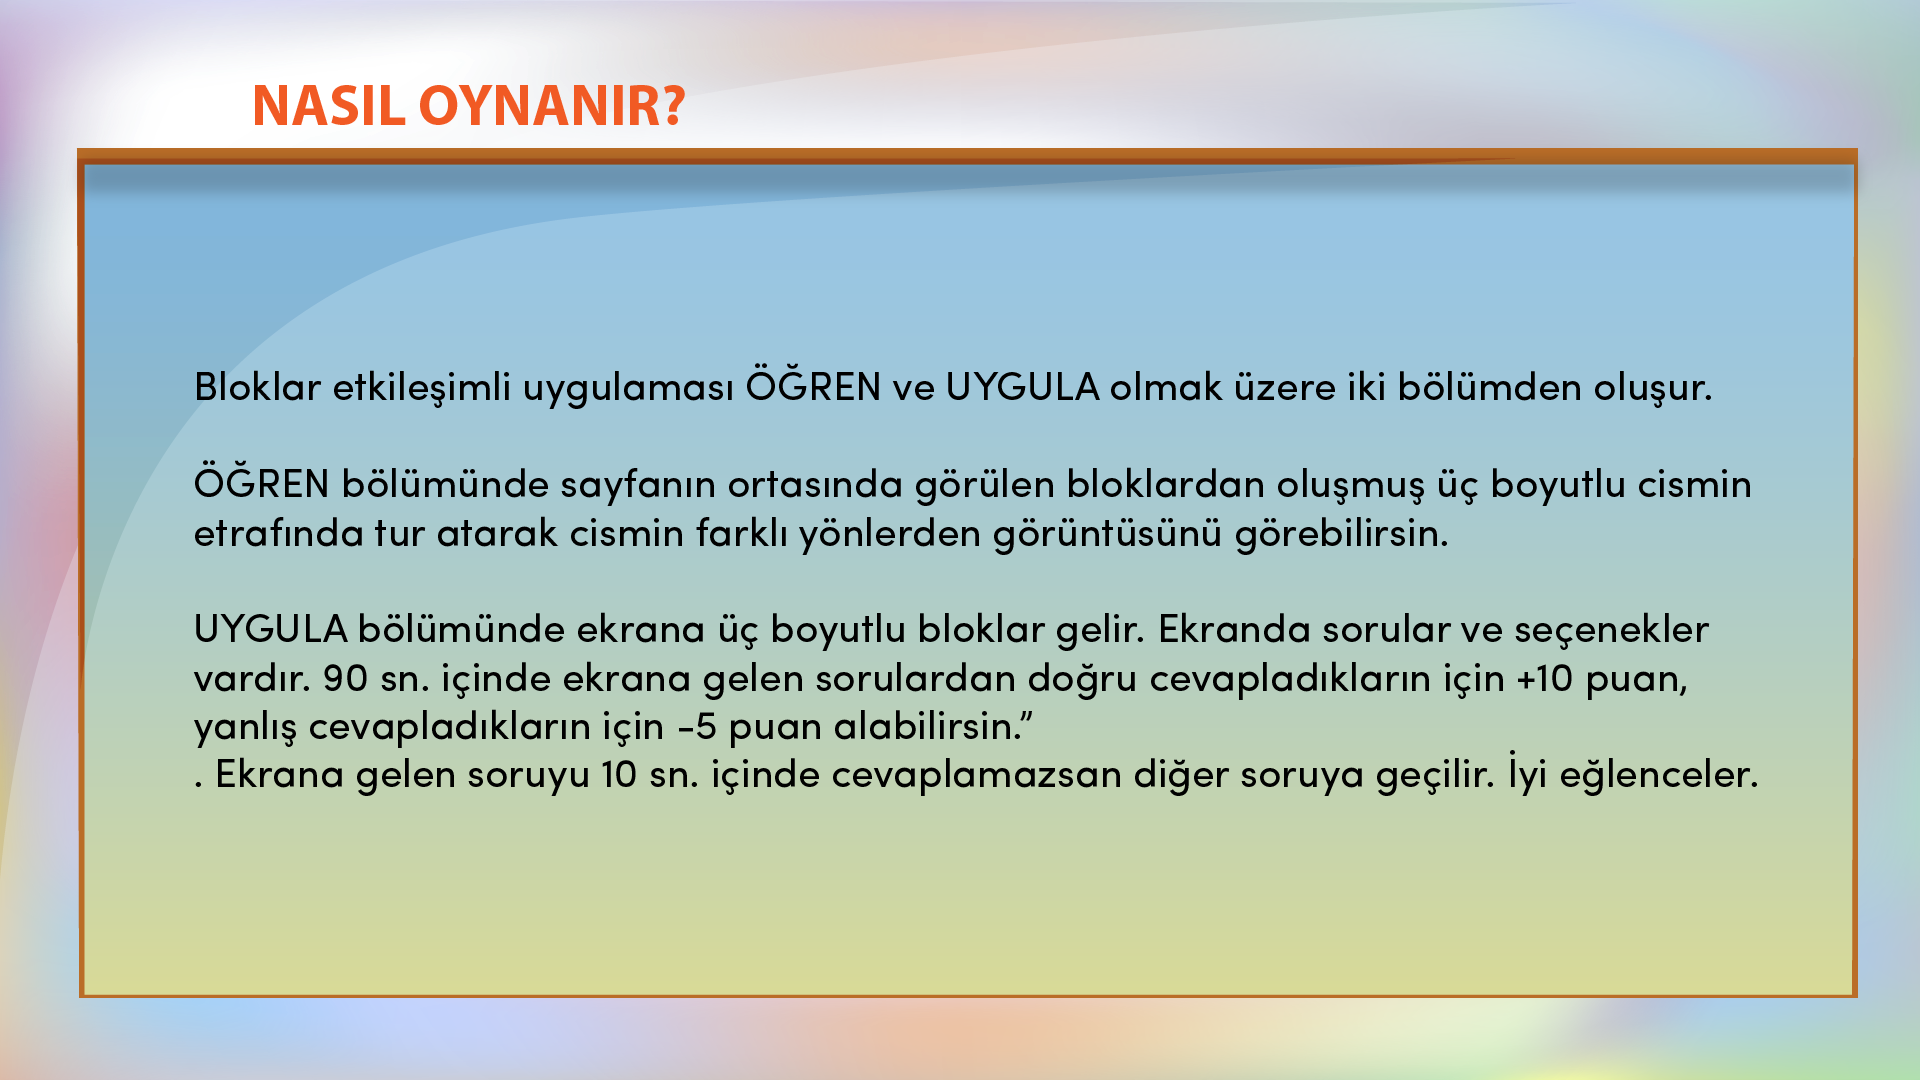 NASIL OYNANIR?
Bloklar etkileşimli uygulaması ÖĞREN ve UYGULA olmak üzere iki bölümden oluşur.
ÖĞREN bölümünde sayfanın ortasında görülen bloklardan oluşmuş üç boyutlu cismin
etrafında tur atarak cismin farklı yönlerden görüntüsünü görebilirsin.
UYGULA bölümünde ekrana üç boyutlu bloklar gelir. Ekranda sorular ve seçenekler
vardır. 90 sn. içinde ekrana gelen sorulardan doğru cevapladıkların için +10 puan,
yanlış cevapladıkların için -5 puan alabilirsin.”
. Ekrana gelen soruyu 10 sn. içinde cevaplamazsan diğer soruya geçilir. İyi eğlenceler.